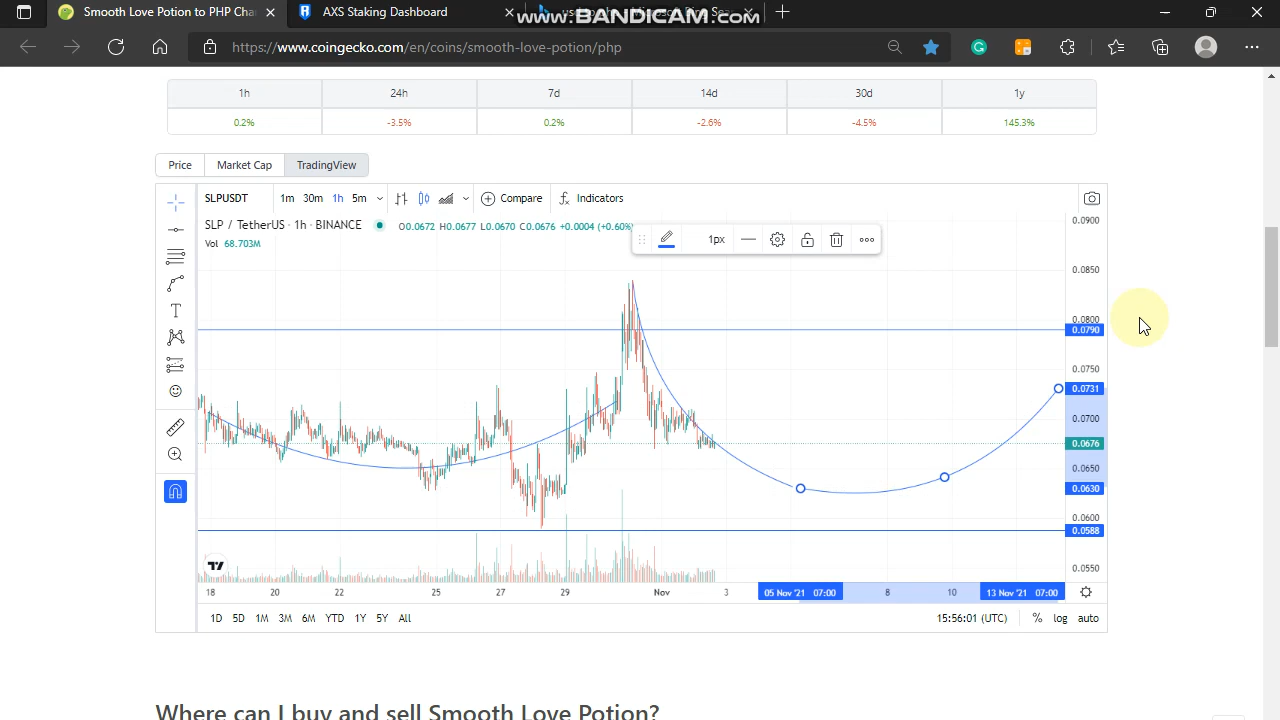 Smooth Love Potion to PHP Cha
AXS Staking Dashboard
www.BANDICAM.com
https://www.coingecko.com/en/coins/smooth-love-potion/php
1h 24h 7d 14d 30d 1y
0.2% -3.5% 0.2% -2.6% -4.5% 145.3%
Price Market Cap TradingView
SLPUSDT 1m 30m 1h 5m Compare Indicators
SLP / TetherUS · 1h · BINANCE O0.0672 H0.0677 L0.0670 C0.0676 +0.0004 (+0.60%)
Vol 68.703M
1px
0.0900
0.0850
0.0800
0.0790
0.0750
0.0731
0.0700
0.0676
0.0650
0.0630
0.0600
0.0588
0.0550
18 20 22 25 27 29 Nov 3 05 Nov '21 07:00 8 10 13 Nov '21 07:00
1D 5D 1M 3M 6M YTD 1Y 5Y All 15:56:01 (UTC) % log auto
Where can I buy and sell Smooth Love Potion?